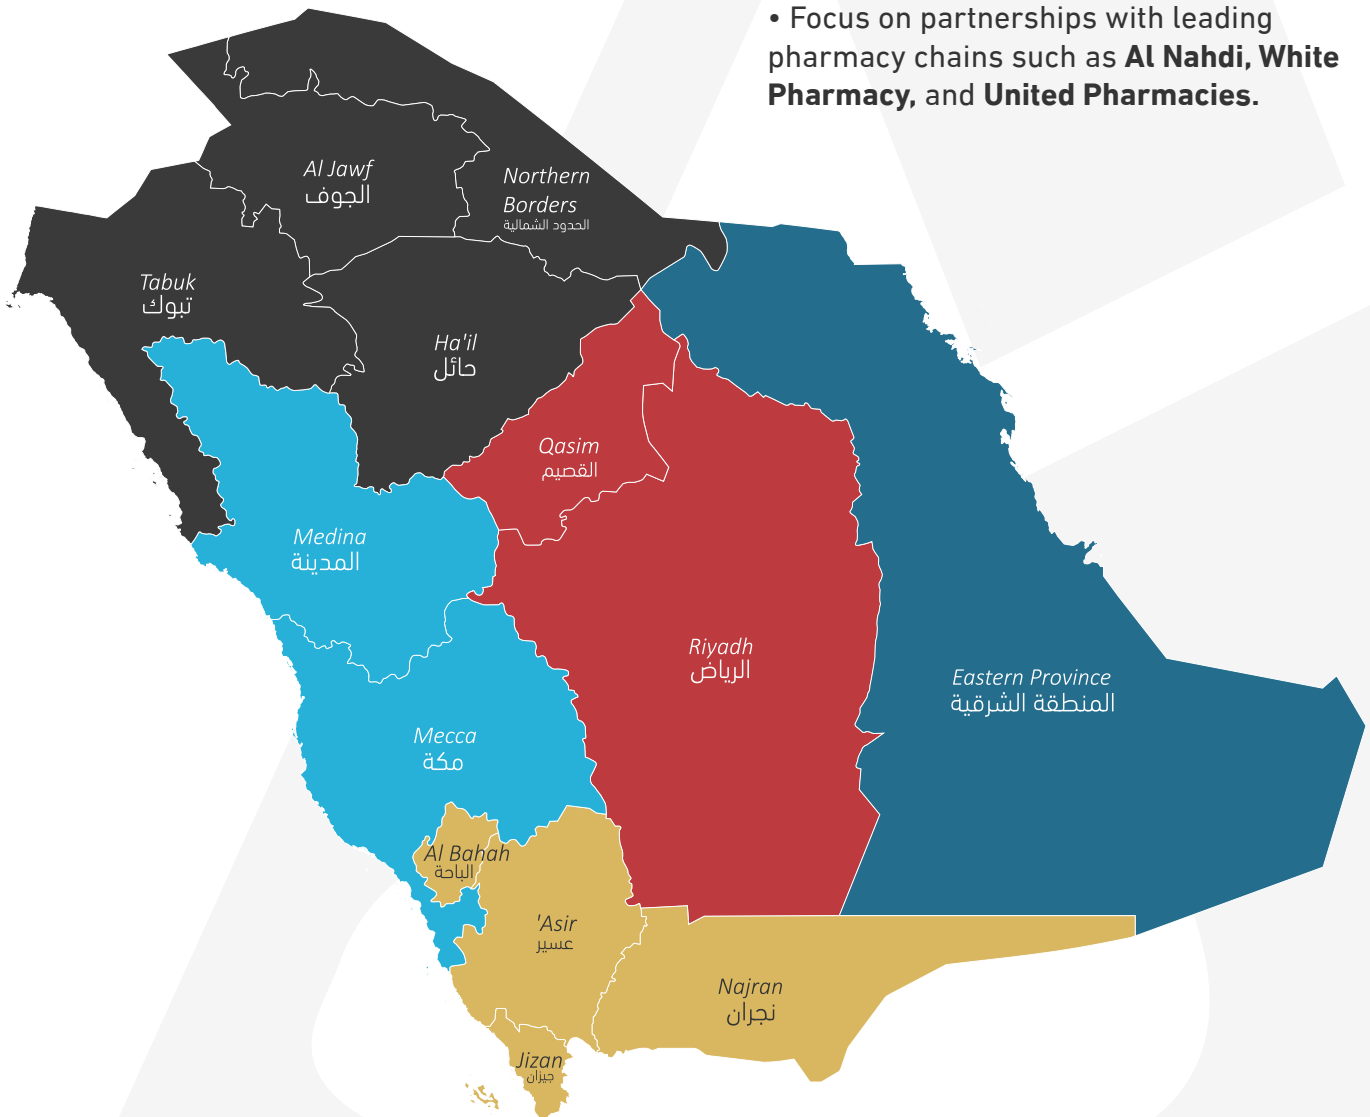 • Focus on partnerships with leading
pharmacy chains such as Al Nahdi, White
Pharmacy, and United Pharmacies.
Al Jawf
الجوف
Northern
Borders
الحدود الشمالية
Tabuk
تبوك
Ha'il
حائل
Qasim
القصيم
Medina
المدينة
Riyadh
الرياض
Eastern Province
المنطقة الشرقية
Mecca
مكة
Al Bahah
الباحة
'Asir
عسير
Najran
نجران
Jizan
جيزان